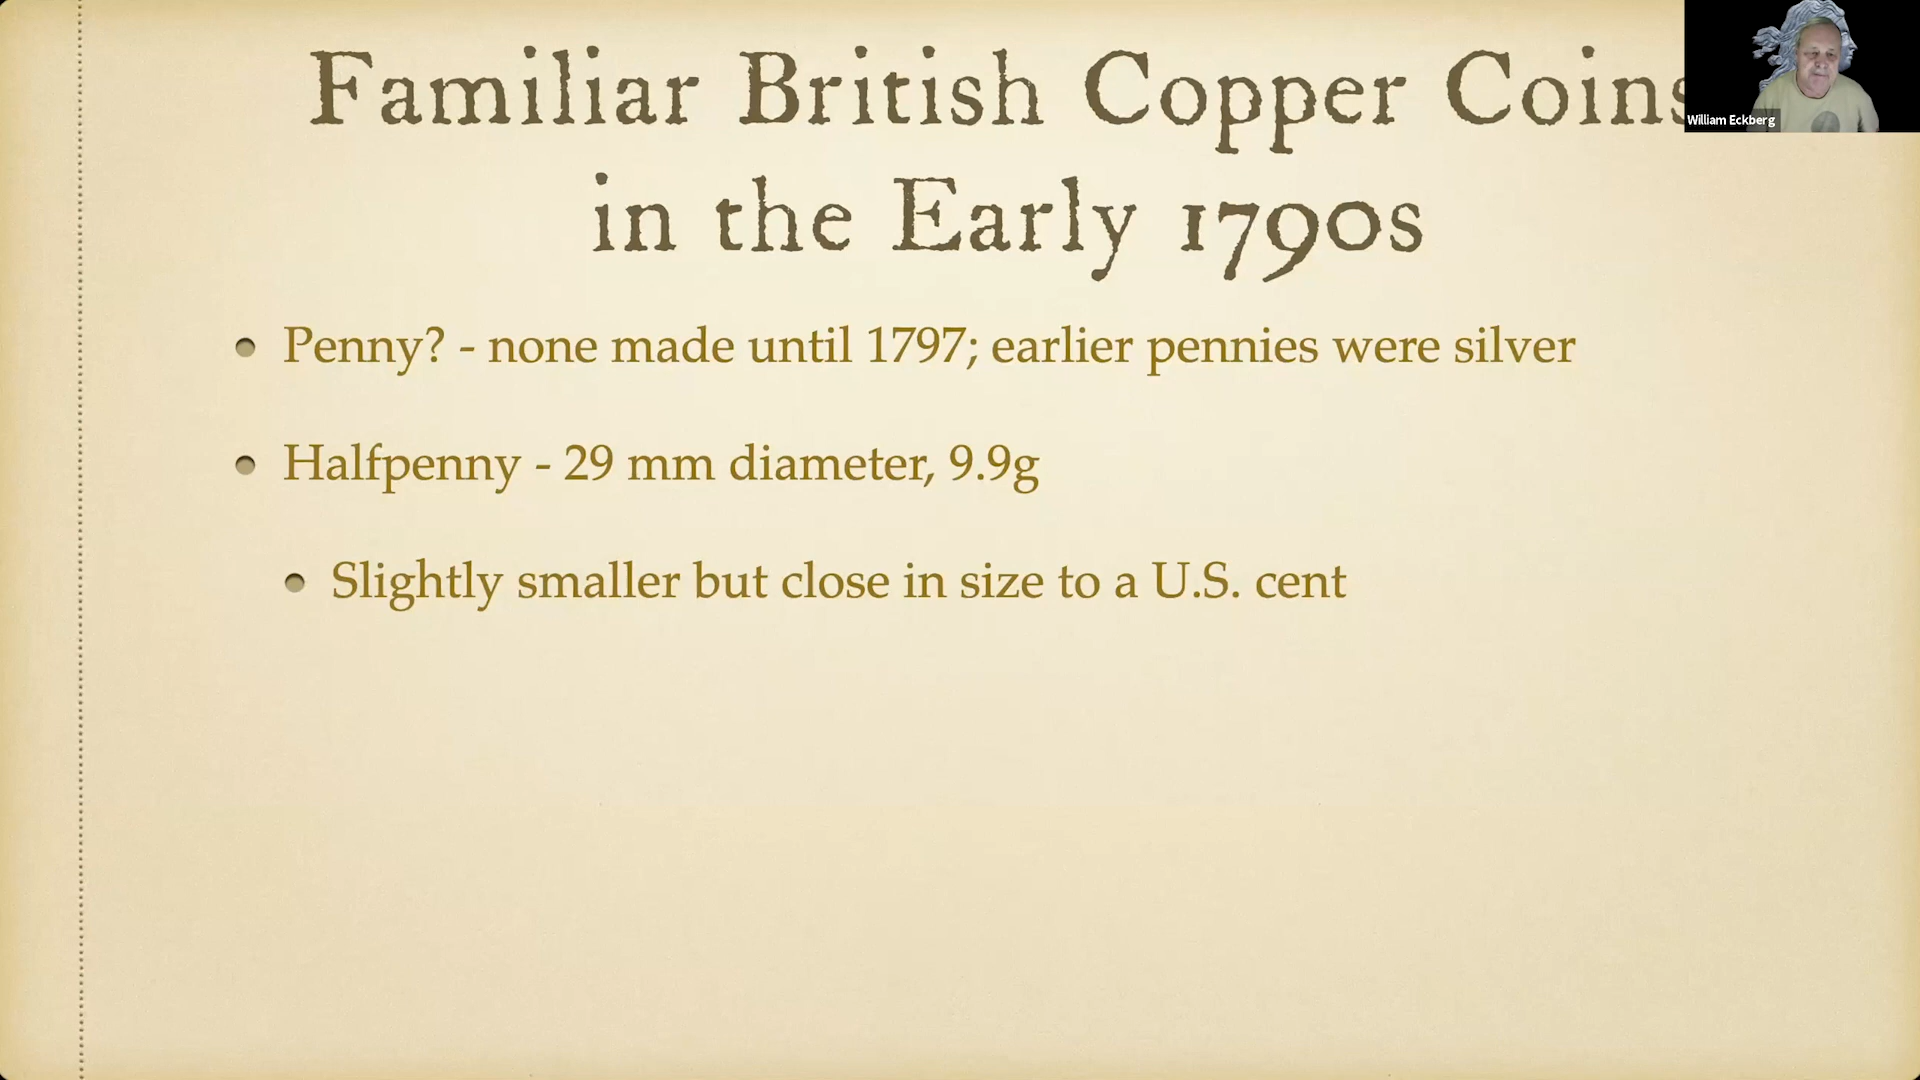 Familiar British Copper Coins
in the Early 1790s
• Penny? - none made until 1797; earlier pennies were silver
• Halfpenny - 29 mm diameter, 9.9g
• Slightly smaller but close in size to a U.S. cent
William Eckberg